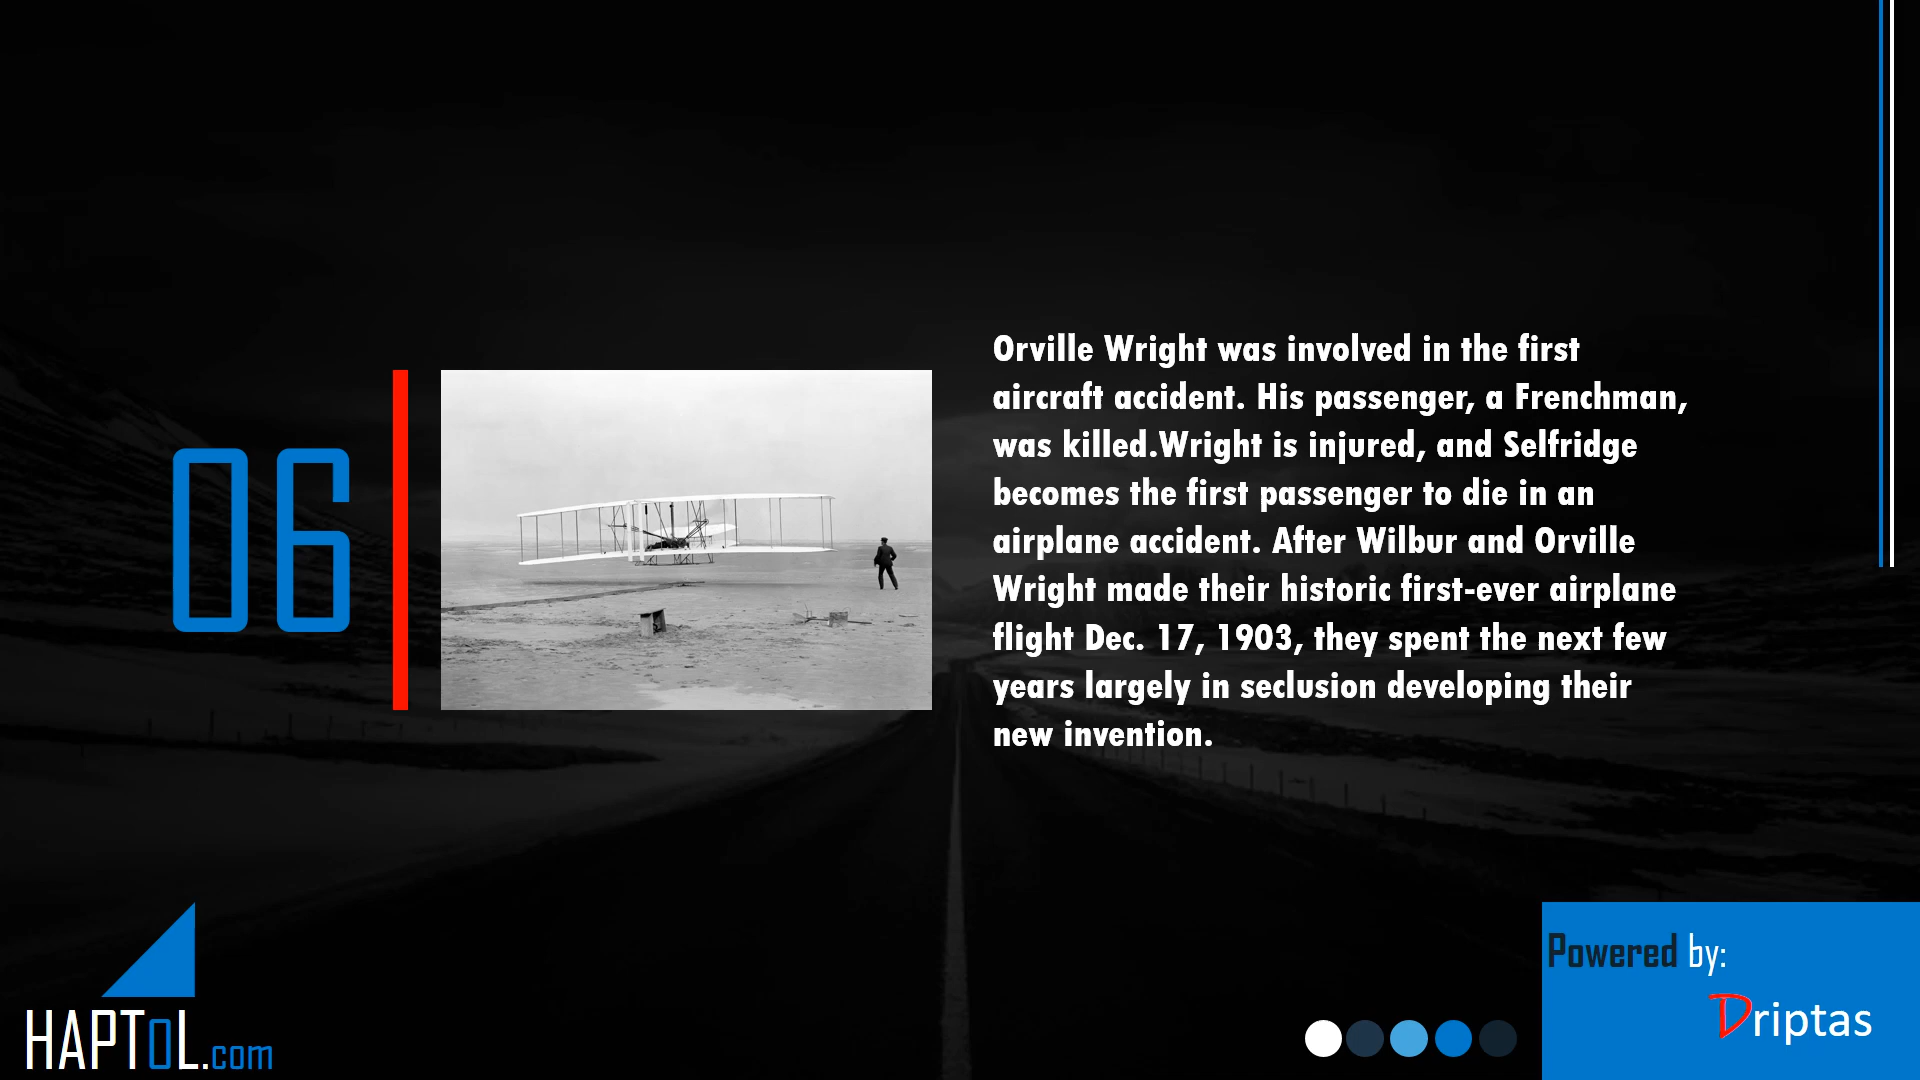 06
Orville Wright was involved in the first
aircraft accident. His passenger, a Frenchman,
was killed.Wright is injured, and Selfridge
becomes the first passenger to die in an
airplane accident. After Wilbur and Orville
Wright made their historic first-ever airplane
flight Dec. 17, 1903, they spent the next few
years largely in seclusion developing their
new invention.
HAPTOL.com
Powered by:
Driptas